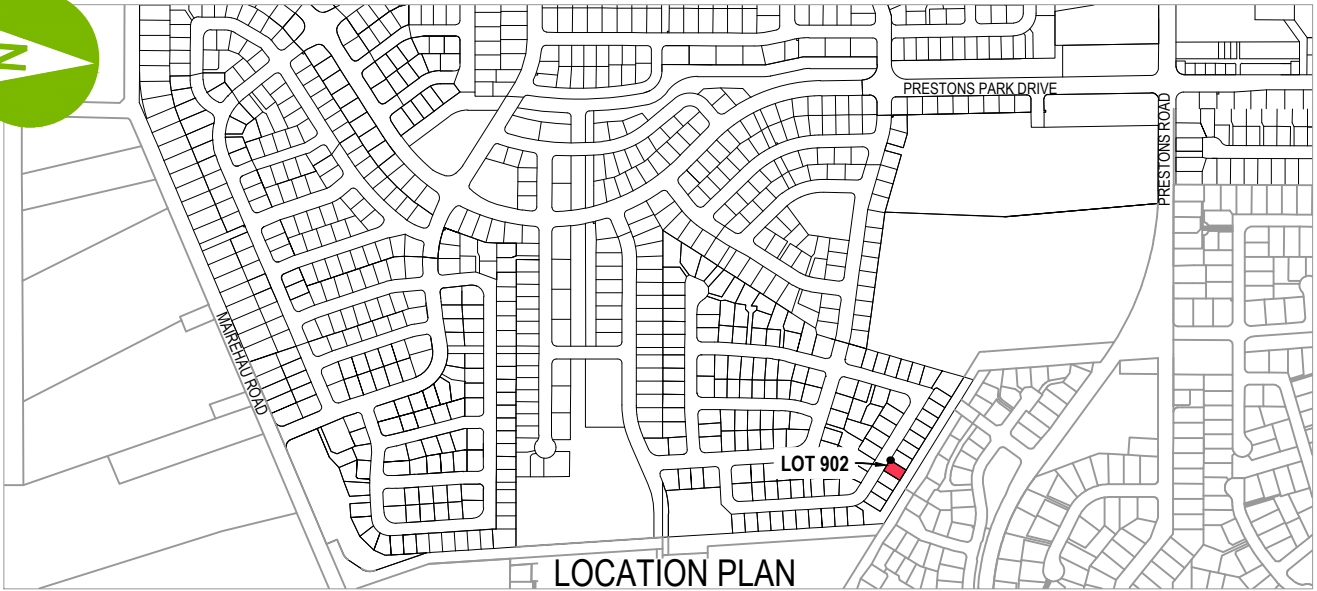 N
PRESTONS PARK DRIVE
PRESTONS ROAD
MAIREHAU ROAD
LOT 902
LOCATION PLAN